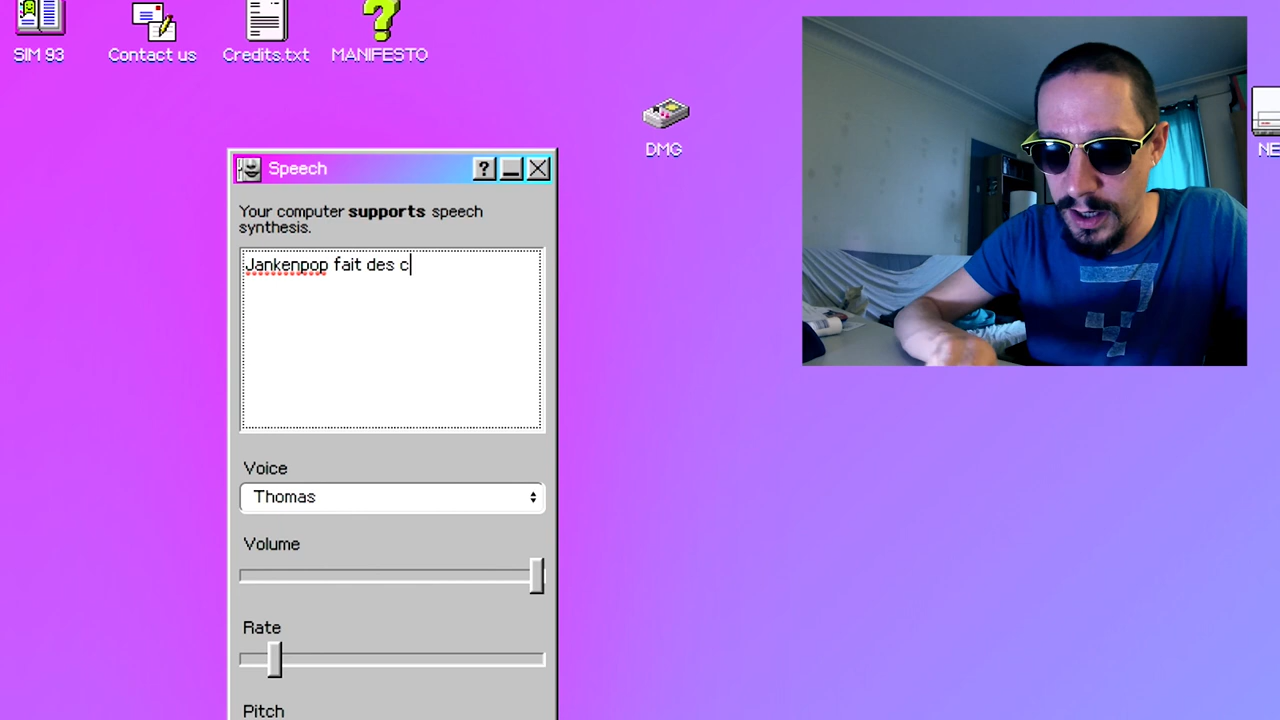 SIM 93
Contact us
Credits.txt
MANIFESTO
DMG
NE
Speech
?
Your computer supports speech
synthesis.
Jankenpop fait des c
Voice
Thomas
Volume
Rate
Pitch